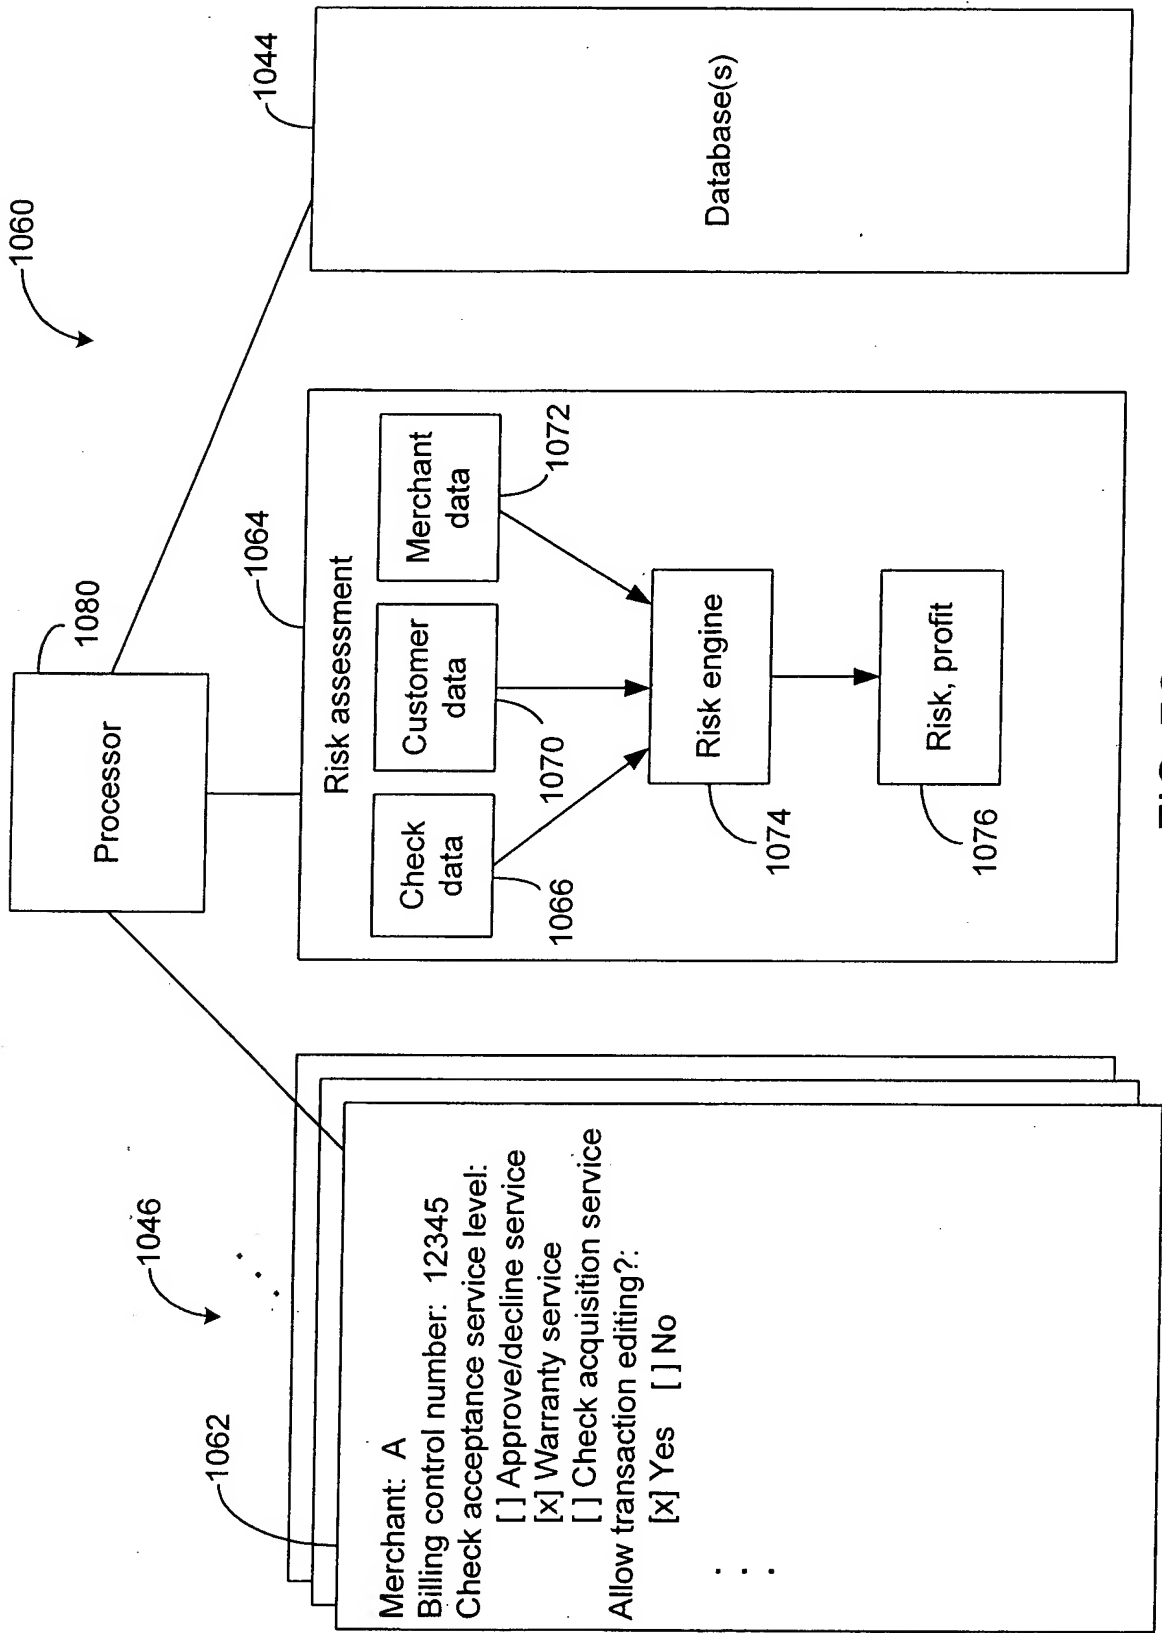 1060
Processor
1080
1046
1062
Merchant: A
Billing control number: 12345
Check acceptance service level:
[ ] Approve/decline service
[x] Warranty service
[ ] Check acquisition service
Allow transaction editing?:
[x] Yes [ ] No
. . .
1064
Risk assessment
Check
data
1066
Customer
data
1070
Merchant
data
1072
Risk engine
1074
Risk, profit
1076
1044
Database(s)